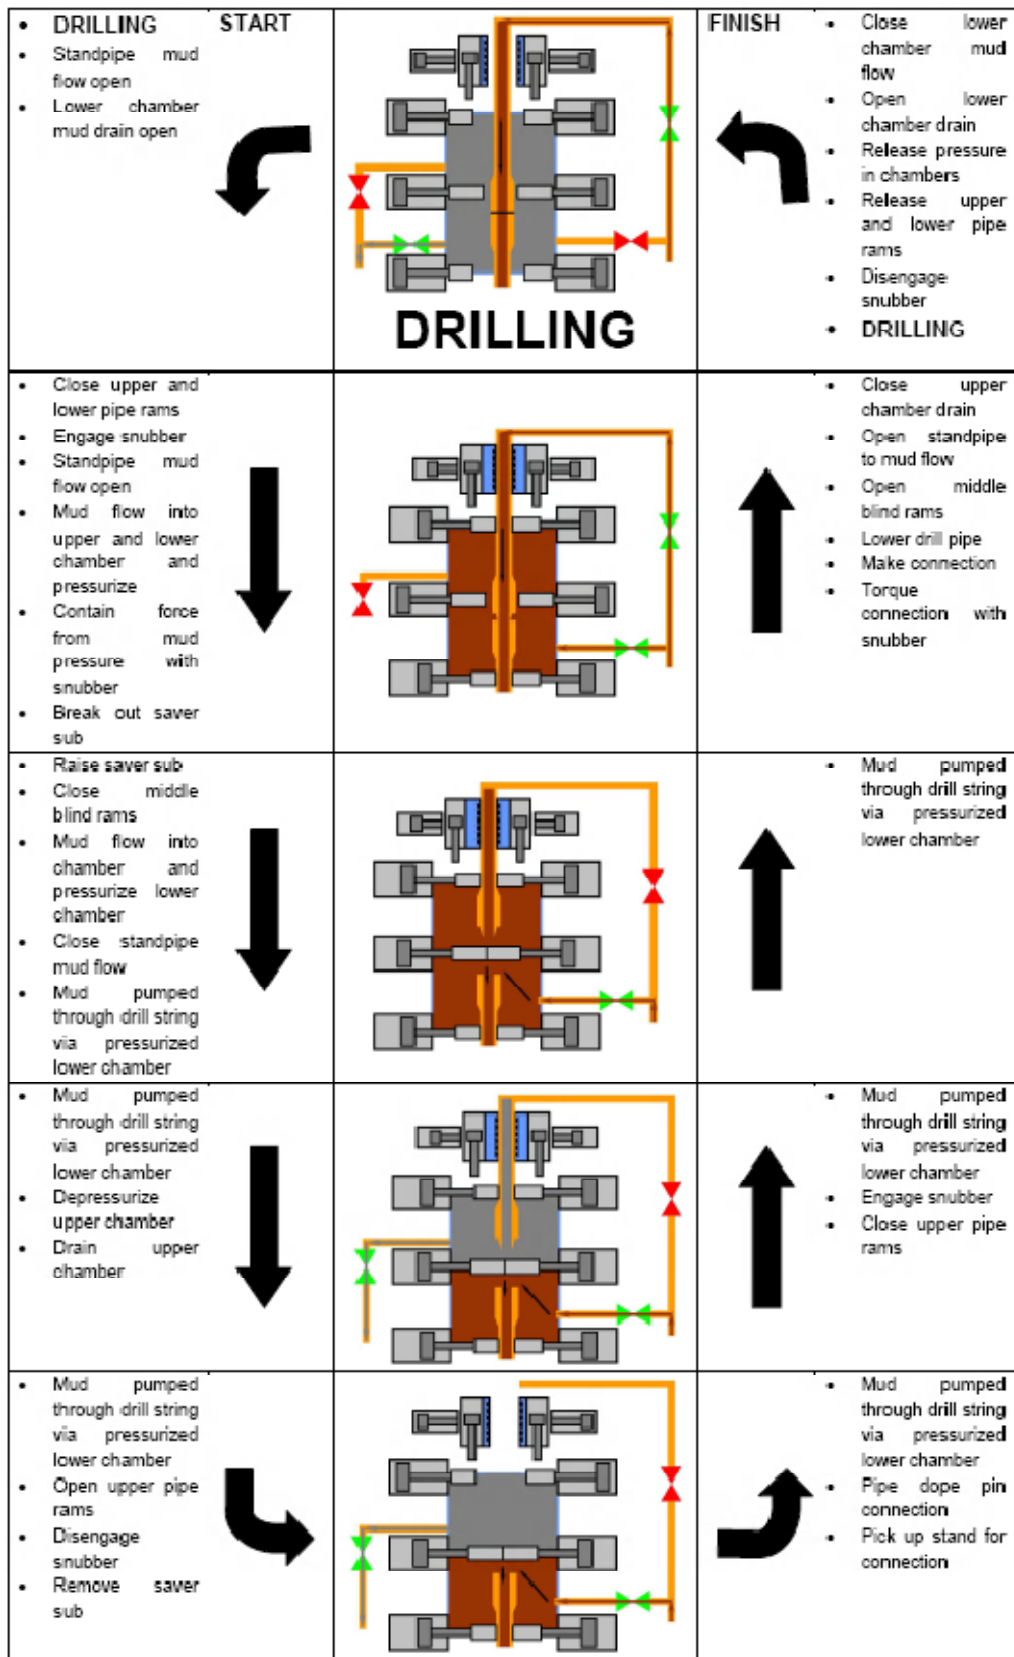 • DRILLING
• Standpipe mud
flow open
• Lower chamber
mud drain open
START
DRILLING
FINISH
• Close lower
chamber mud
flow
• Open lower
chamber drain
• Release pressure
in chambers
• Release upper
and lower pipe
rams
• Disengage
snubber
• DRILLING
• Close upper and
lower pipe rams
• Engage snubber
• Standpipe mud
flow open
• Mud flow into
upper and lower
chamber and
pressurize
• Contain force
from mud
pressure with
snubber
• Break out saver
sub
• Close upper
chamber drain
• Open standpipe
to mud flow
• Open middle
blind rams
• Lower drill pipe
• Make connection
• Torque
connection with
snubber
• Raise saver sub
• Close middle
blind rams
• Mud flow into
chamber and
pressurize lower
chamber
• Close standpipe
mud flow
• Mud pumped
through drill string
via pressurized
lower chamber
• Mud pumped
through drill string
via pressurized
lower chamber
• Mud pumped
through drill string
via pressurized
lower chamber
• Depressurize
upper chamber
• Drain upper
chamber
• Mud pumped
through drill string
via pressurized
lower chamber
• Engage snubber
• Close upper pipe
rams
• Mud pumped
through drill string
via pressurized
lower chamber
• Open upper pipe
rams
• Disengage
snubber
• Remove saver
sub
• Mud pumped
through drill string
via pressurized
lower chamber
• Pipe dope pin
connection
• Pick up stand for
connection